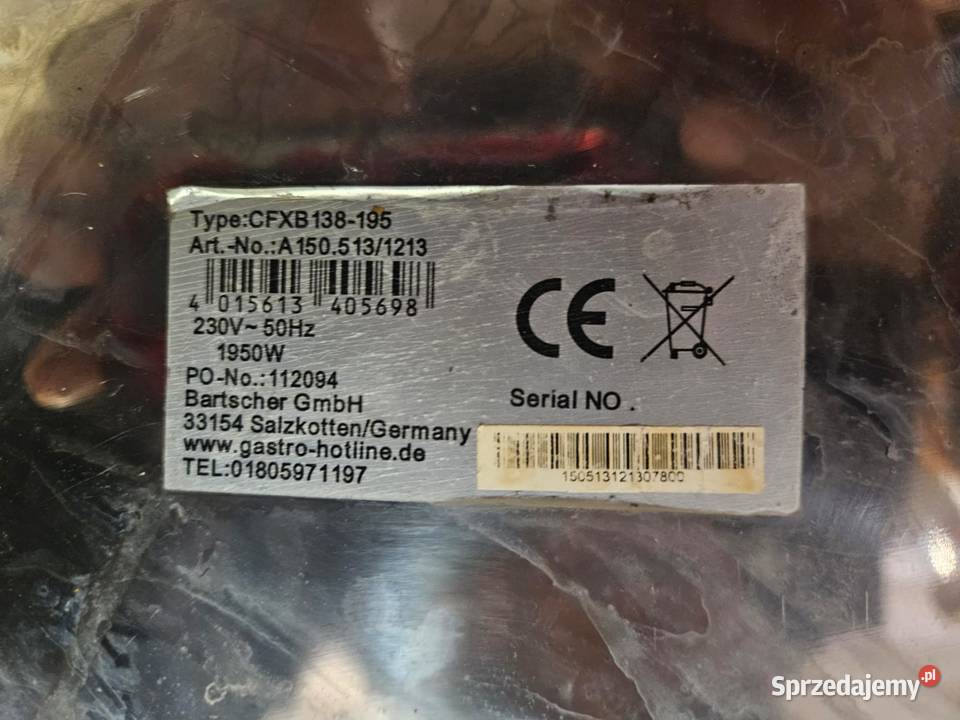 Type:CFXB138-195
Art.-No.:A150.513/1213
4 015613 405698
230V~ 50Hz
1950W
PO-No.:112094
Bartscher GmbH
33154 Salzkotten/Germany
www.gastro-hotline.de
TEL:01805971197
CE
Serial NO .
150513121307800
Sprzedajemy.pl